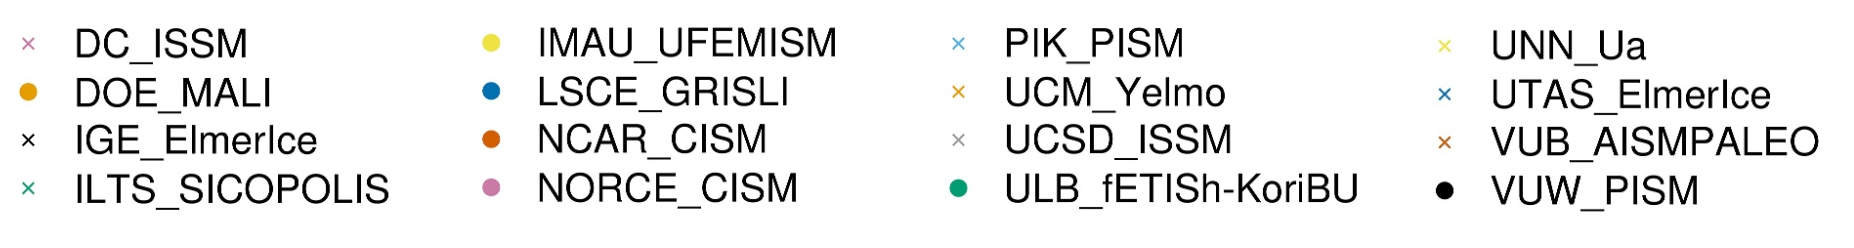 DC_ISSM
DOE_MALI
IGE_ElmerIce
ILTS_SICOPOLIS
IMAU_UFEMISM
LSCE_GRISLI
NCAR_CISM
NORCE_CISM
PIK_PISM
UCM_Yelmo
UCSD_ISSM
ULB_fETISh-KoriBU
UNN_Ua
UTAS_ElmerIce
VUB_AISMPALEO
VUW_PISM